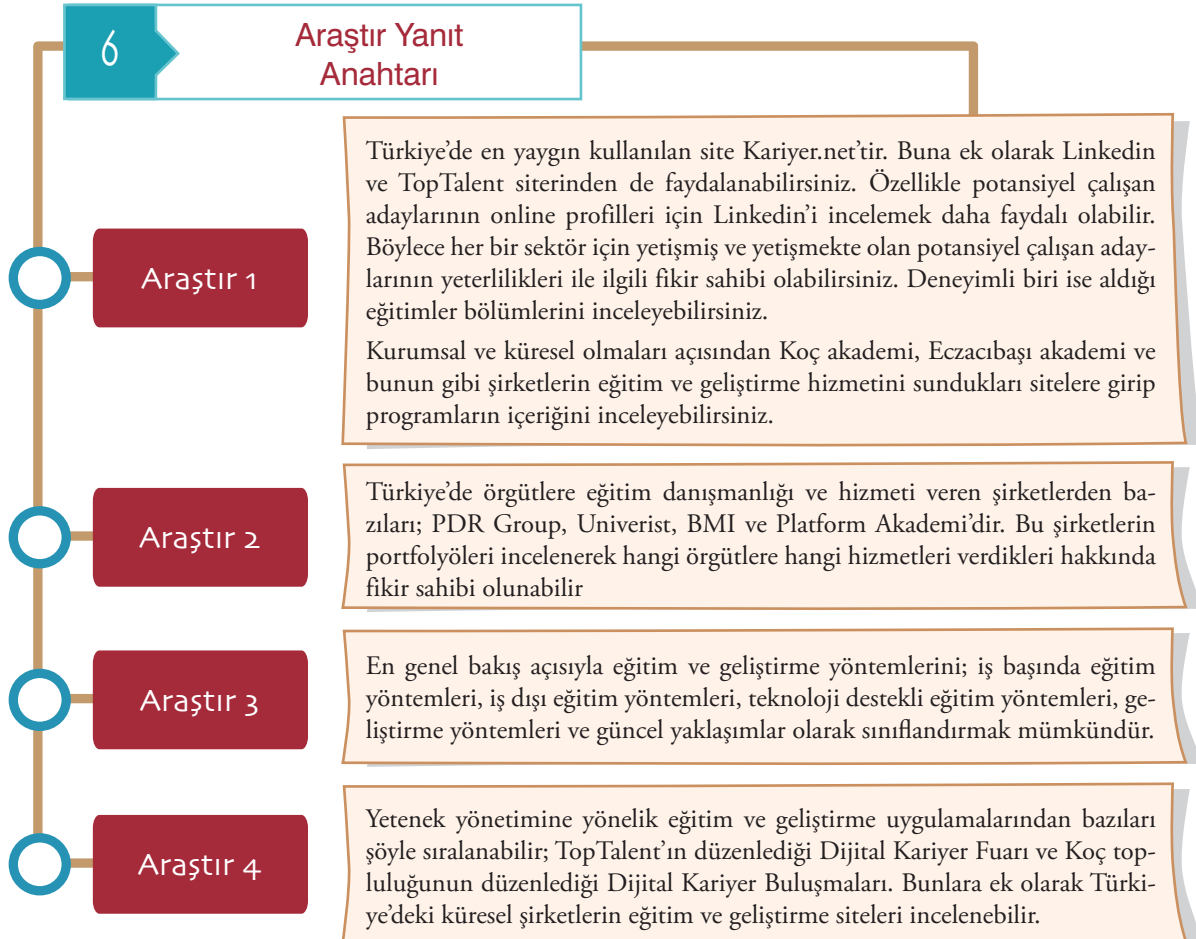 6
Araştır Yanıt
Anahtarı
Araştır 1
Türkiye’de en yaygın kullanılan site Kariyer.net’tir. Buna ek olarak Linkedin
ve TopTalent siterinden de faydalanabilirsiniz. Özellikle potansiyel çalışan
adaylarının online profilleri için Linkedin’i incelemek daha faydalı olabilir.
Böylece her bir sektör için yetişmiş ve yetişmekte olan potansiyel çalışan aday-
larının yeterlilikleri ile ilgili fikir sahibi olabilirsiniz. Deneyimli biri ise aldığı
eğitimler bölümlerini inceleyebilirsiniz.
Kurumsal ve küresel olmaları açısından Koç akademi, Eczacıbaşı akademi ve
bunun gibi şirketlerin eğitim ve geliştirme hizmetini sundukları sitelere girip
programların içeriğini inceleyebilirsiniz.
Araştır 2
Türkiye’de örgütlere eğitim danışmanlığı ve hizmeti veren şirketlerden ba-
zıları; PDR Group, Univerist, BMI ve Platform Akademi’dir. Bu şirketlerin
portfolyöleri incelenerek hangi örgütlere hangi hizmetleri verdikleri hakkında
fikir sahibi olunabilir
Araştır 3
En genel bakış açısıyla eğitim ve geliştirme yöntemlerini; iş başında eğitim
yöntemleri, iş dışı eğitim yöntemleri, teknoloji destekli eğitim yöntemleri, ge-
liştirme yöntemleri ve güncel yaklaşımlar olarak sınıflandırmak mümkündür.
Araştır 4
Yetenek yönetimine yönelik eğitim ve geliştirme uygulamalarından bazıları
şöyle sıralanabilir; TopTalent’ın düzenlediği Dijital Kariyer Fuarı ve Koç top-
luluğunun düzenlediği Dijital Kariyer Buluşmaları. Bunlara ek olarak Türki-
ye’deki küresel şirketlerin eğitim ve geliştirme siteleri incelenebilir.